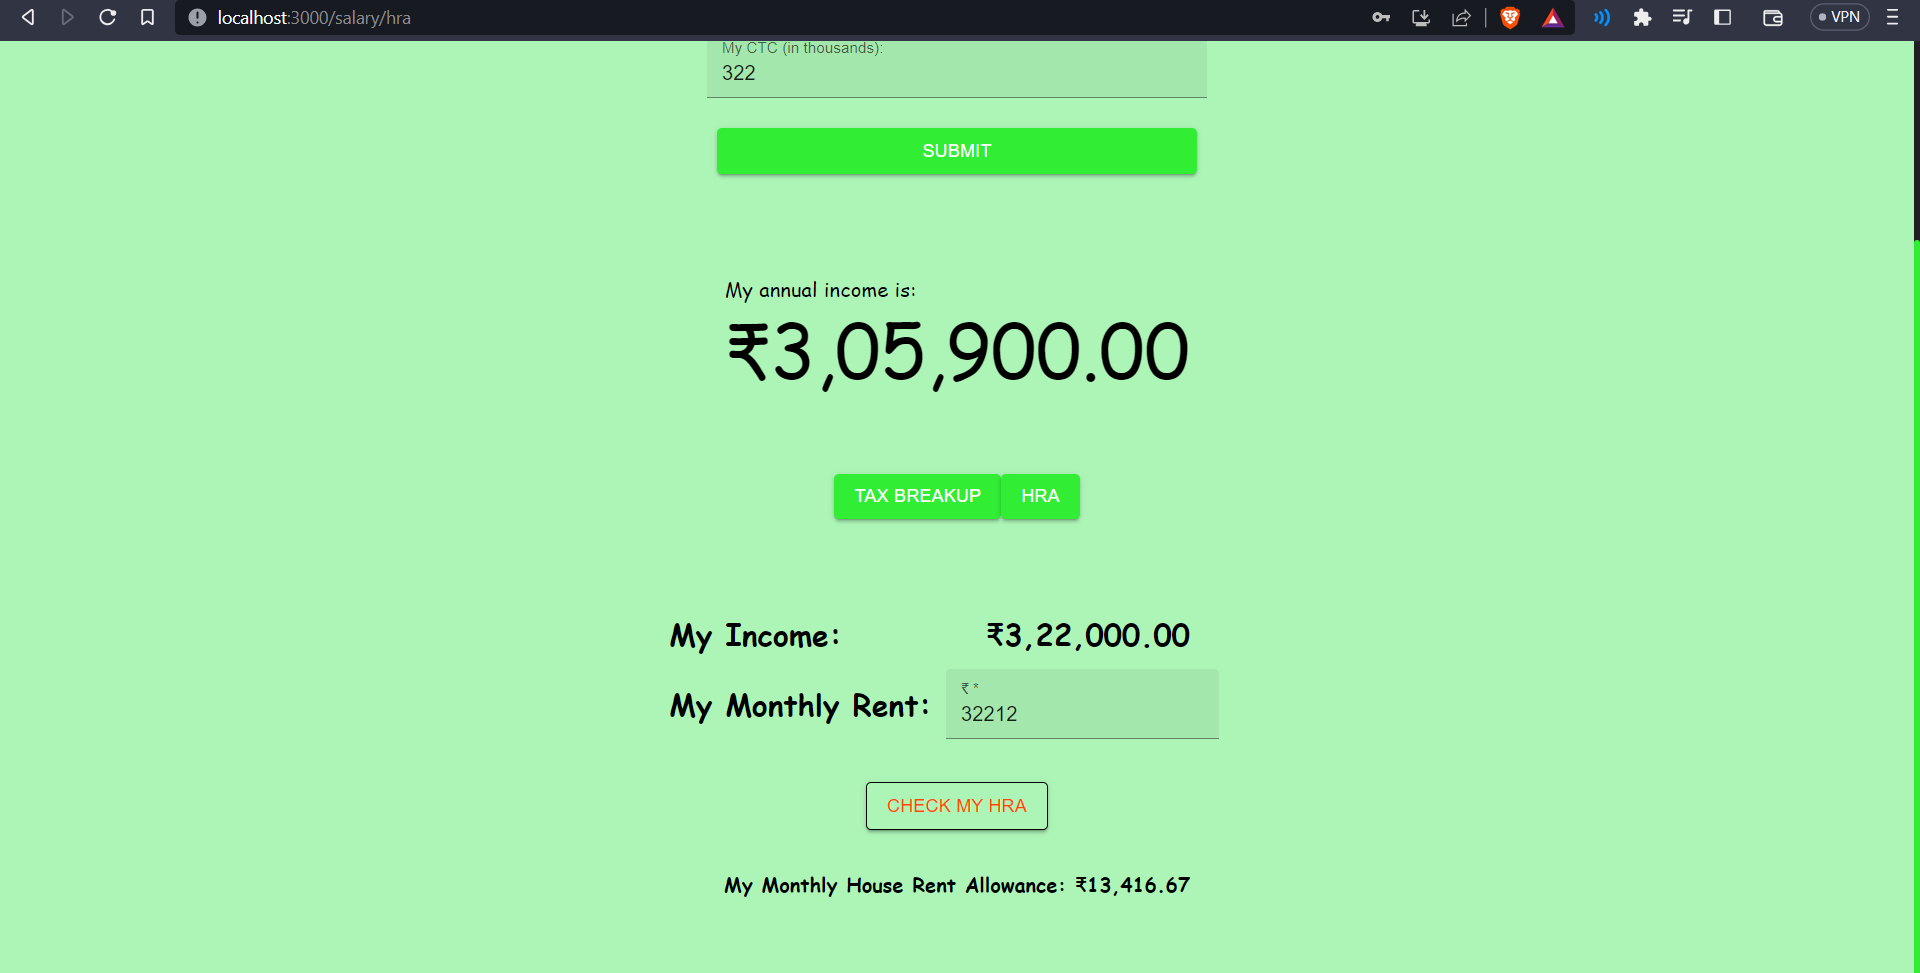 localhost:3000/salary/hra
VPN
My CTC (in thousands):
322
SUBMIT
My annual income is:
₹3,05,900.00
TAX BREAKUP HRA
My Income: ₹3,22,000.00
₹ *
My Monthly Rent: 32212
CHECK MY HRA
My Monthly House Rent Allowance: ₹13,416.67